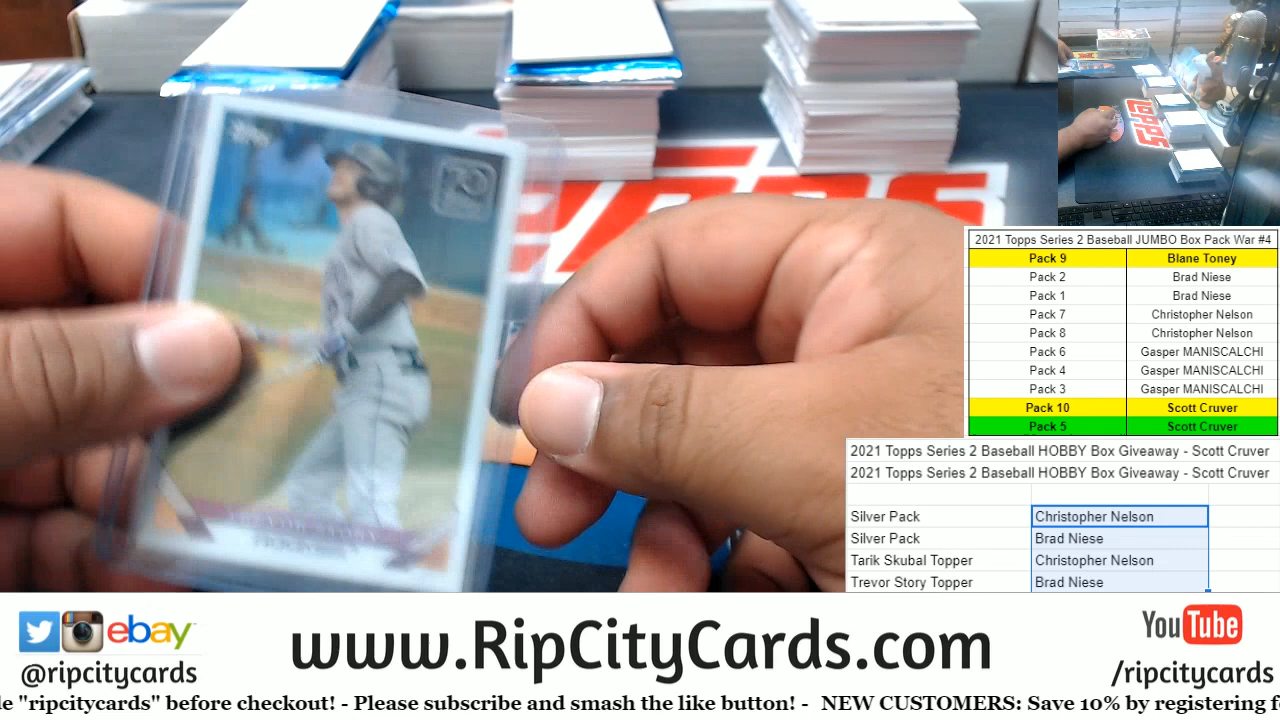 TOPPS
70
TOPPS
2021 Topps Series 2 Baseball JUMBO Box Pack War #4
Pack 9 Blane Toney
Pack 2 Brad Niese
Pack 1 Brad Niese
Pack 7 Christopher Nelson
Pack 8 Christopher Nelson
Pack 6 Gasper MANISCALCHI
Pack 4 Gasper MANISCALCHI
Pack 3 Gasper MANISCALCHI
Pack 10 Scott Cruver
Pack 5 Scott Cruver
2021 Topps Series 2 Baseball HOBBY Box Giveaway - Scott Cruver
2021 Topps Series 2 Baseball HOBBY Box Giveaway - Scott Cruver
Silver Pack Christopher Nelson
Silver Pack Brad Niese
Tarik Skubal Topper Christopher Nelson
Trevor Story Topper Brad Niese
ebay
@ripcitycards
www.RipCityCards.com
YouTube
/ripcitycards
le "ripcitycards" before checkout! - Please subscribe and smash the like button! - NEW CUSTOMERS: Save 10% by registering f